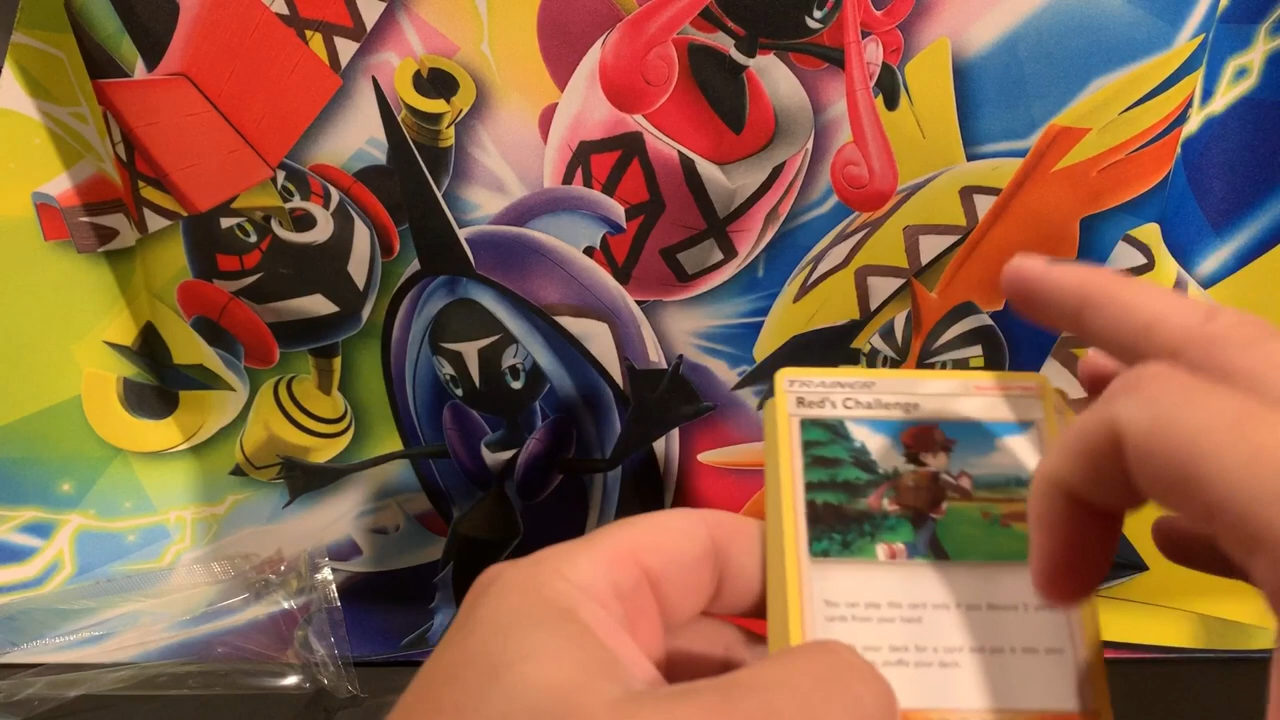 TRAINER
Red's Challenge
You can play this card only if you discard 2 other
cards from your hand.
your deck for a card and put it into your
shuffle your deck.